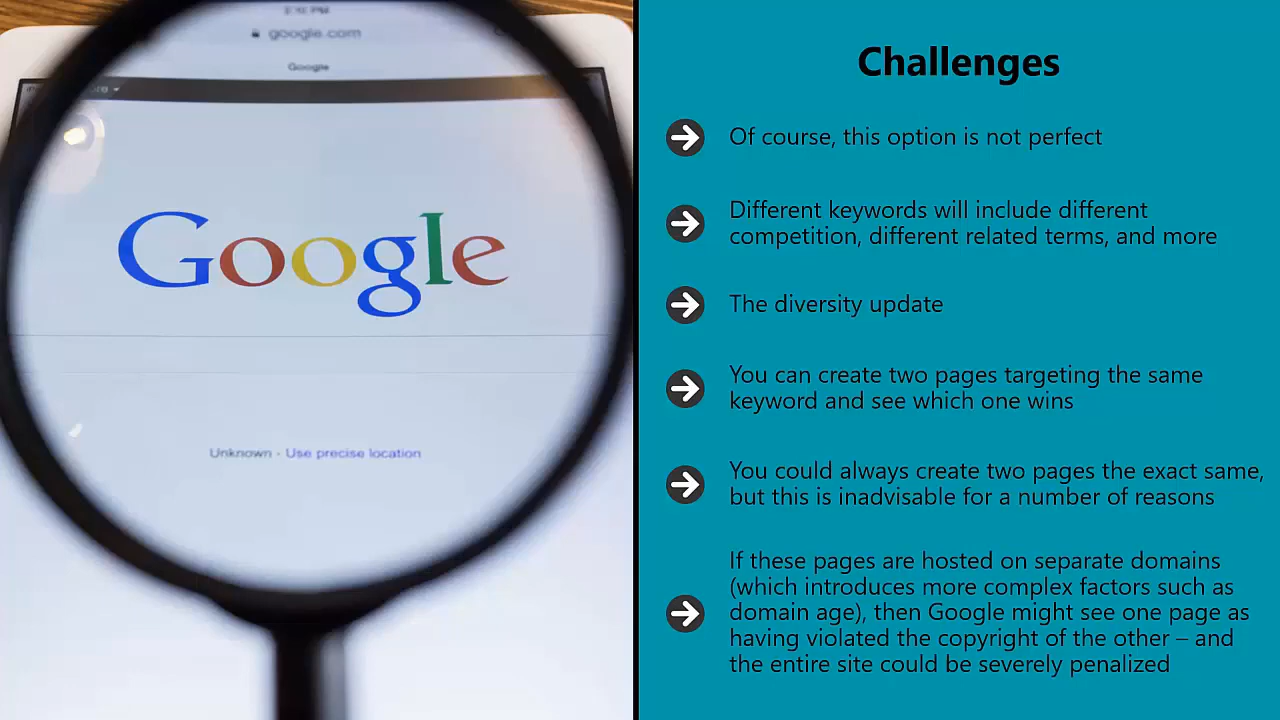 google.com
Google
Google
Unknown - Use precise location
Challenges
Of course, this option is not perfect
Different keywords will include different
competition, different related terms, and more
The diversity update
You can create two pages targeting the same
keyword and see which one wins
You could always create two pages the exact same,
but this is inadvisable for a number of reasons
If these pages are hosted on separate domains
(which introduces more complex factors such as
domain age), then Google might see one page as
having violated the copyright of the other – and
the entire site could be severely penalized